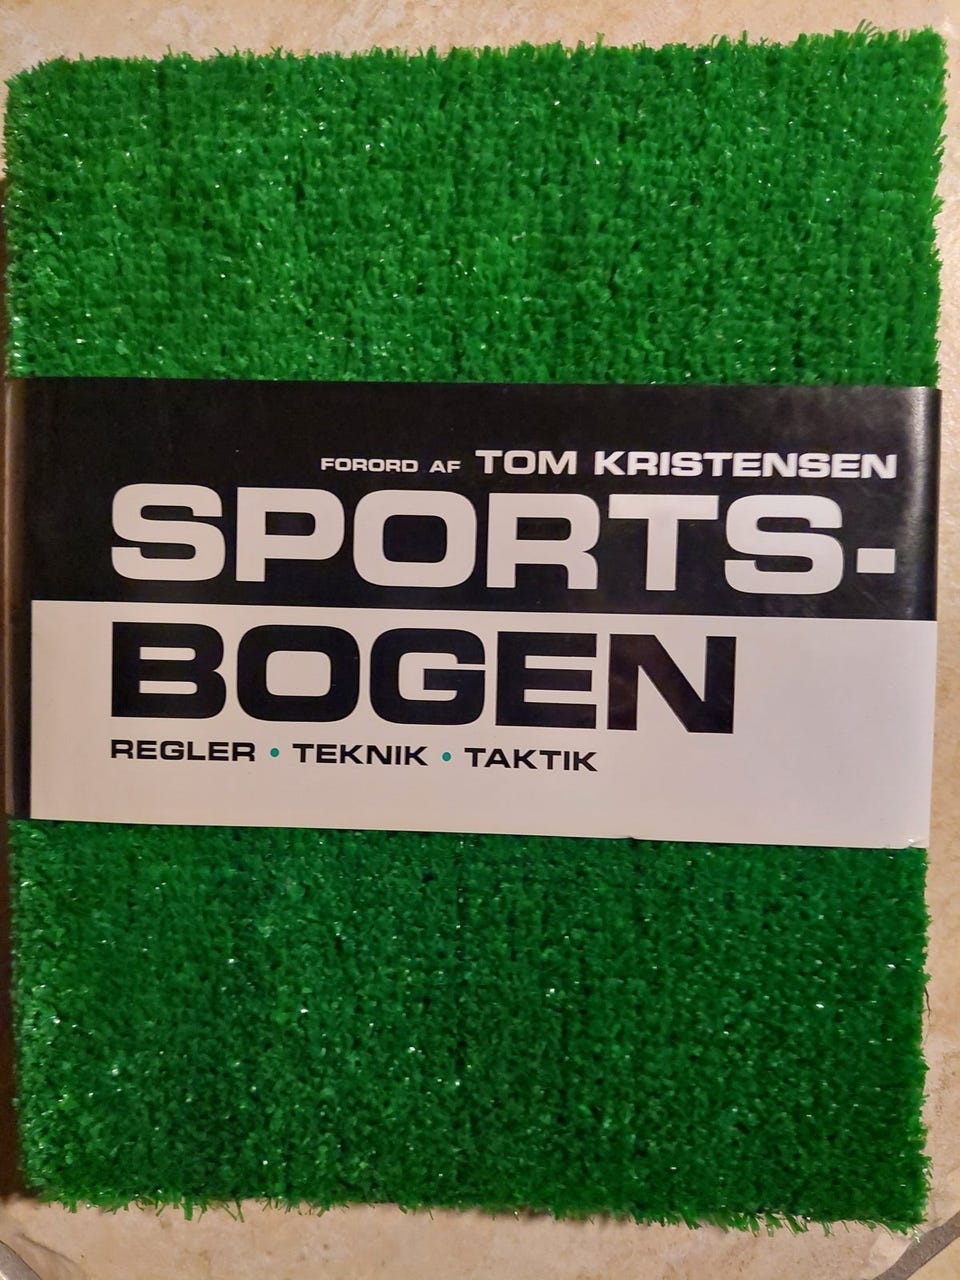 FORORD AF TOM KRISTENSEN
SPORTS-
BOGEN
REGLER • TEKNIK • TAKTIK